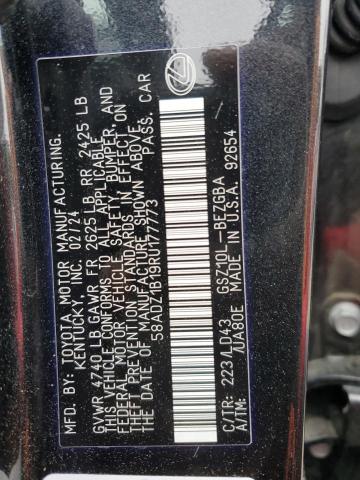 MFD. BY: TOYOTA MOTOR MANUFACTURING.
KENTUCKY, INC. 02/24
GVWR 4740 LB GAWR FR 2625 LB RR 2425 LB
THIS VEHICLE CONFORMS TO ALL APPLICABLE
FEDERAL MOTOR VEHICLE SAFETY, BUMPER, AND
THEFT PREVENTION STANDARDS IN EFFECT ON
THE DATE OF MANUFACTURE SHOWN ABOVE.
58ADZ1B19RU177773 PASS. CAR
GSZ10L-BEZGBA
C/TR: 223/LD43 MADE IN U.S.A. 92654
A/TM: /UA80E